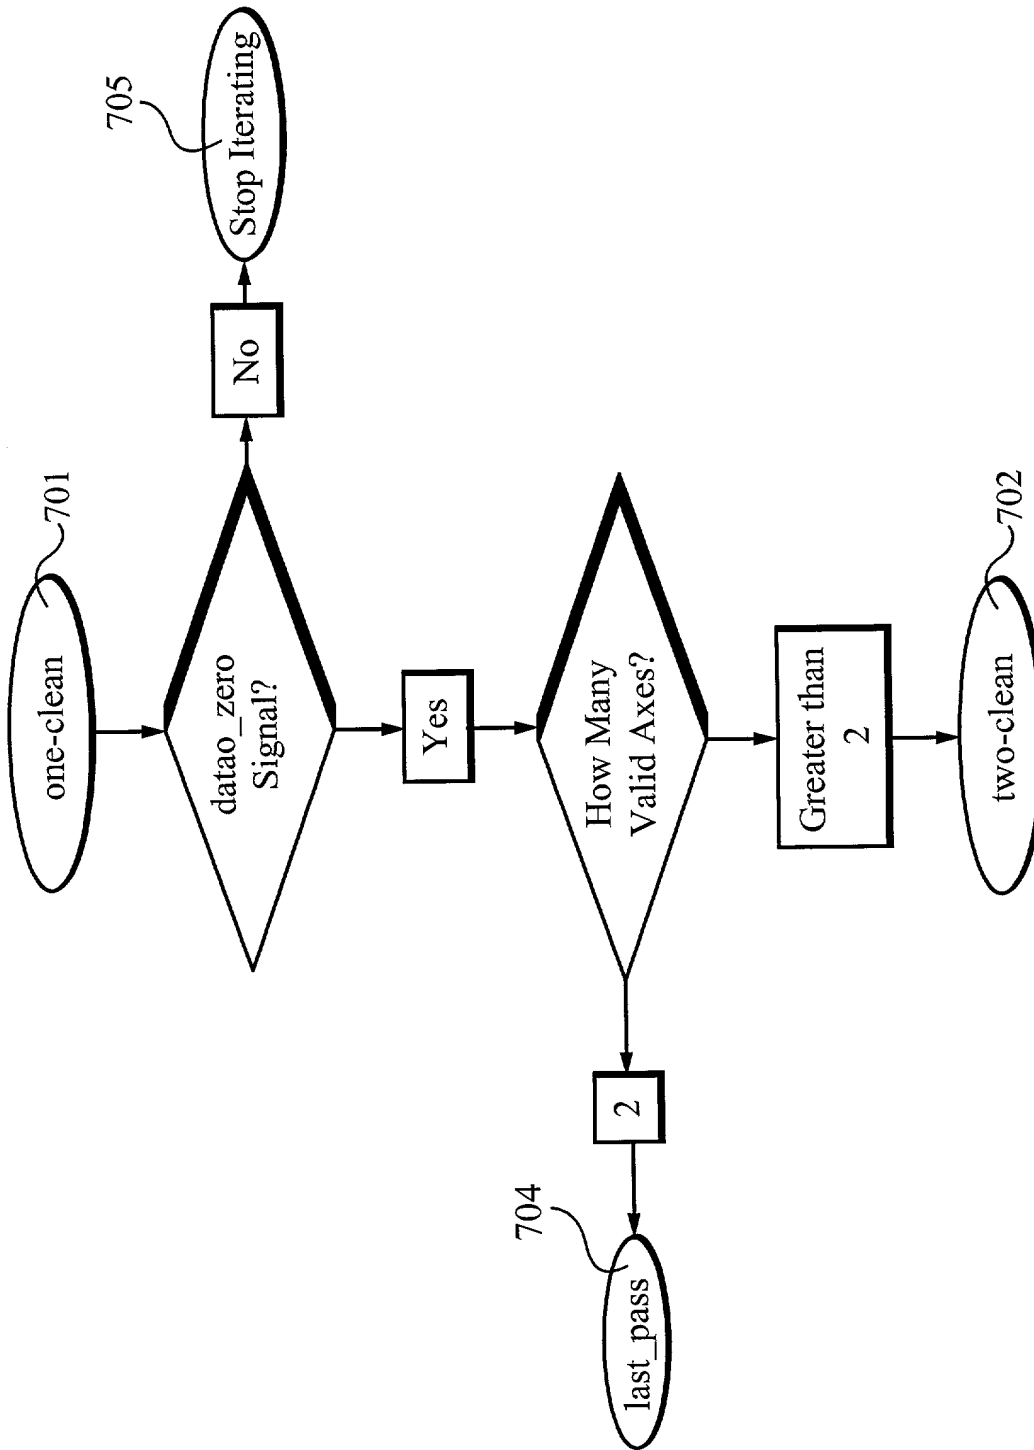 one-clean
701
datao_zero
Signal?
No
Stop Iterating
705
Yes
How Many
Valid Axes?
2
last_pass
704
Greater than
2
two-clean
702